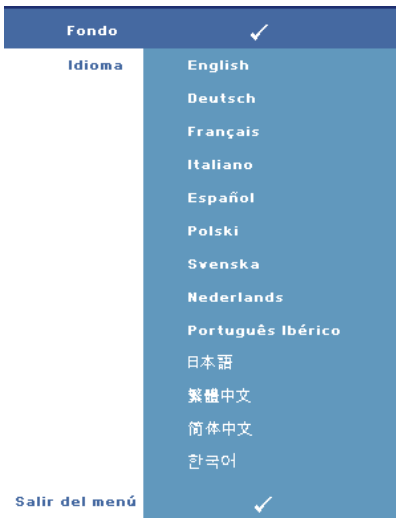 Fondo
Idioma English
Deutsch
Français
Italiano
Español
Polski
Svenska
Nederlands
Português Ibérico
日本語
繁體中文
简体中文
한국어
Salir del menú